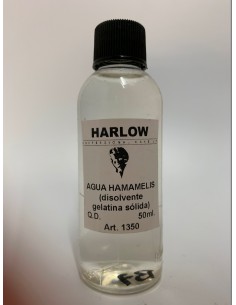 HARLOW
AGUA HAMAMELIS
(disolvente
gelatina sólida)
Q.D. 50ml.
Art. 1350